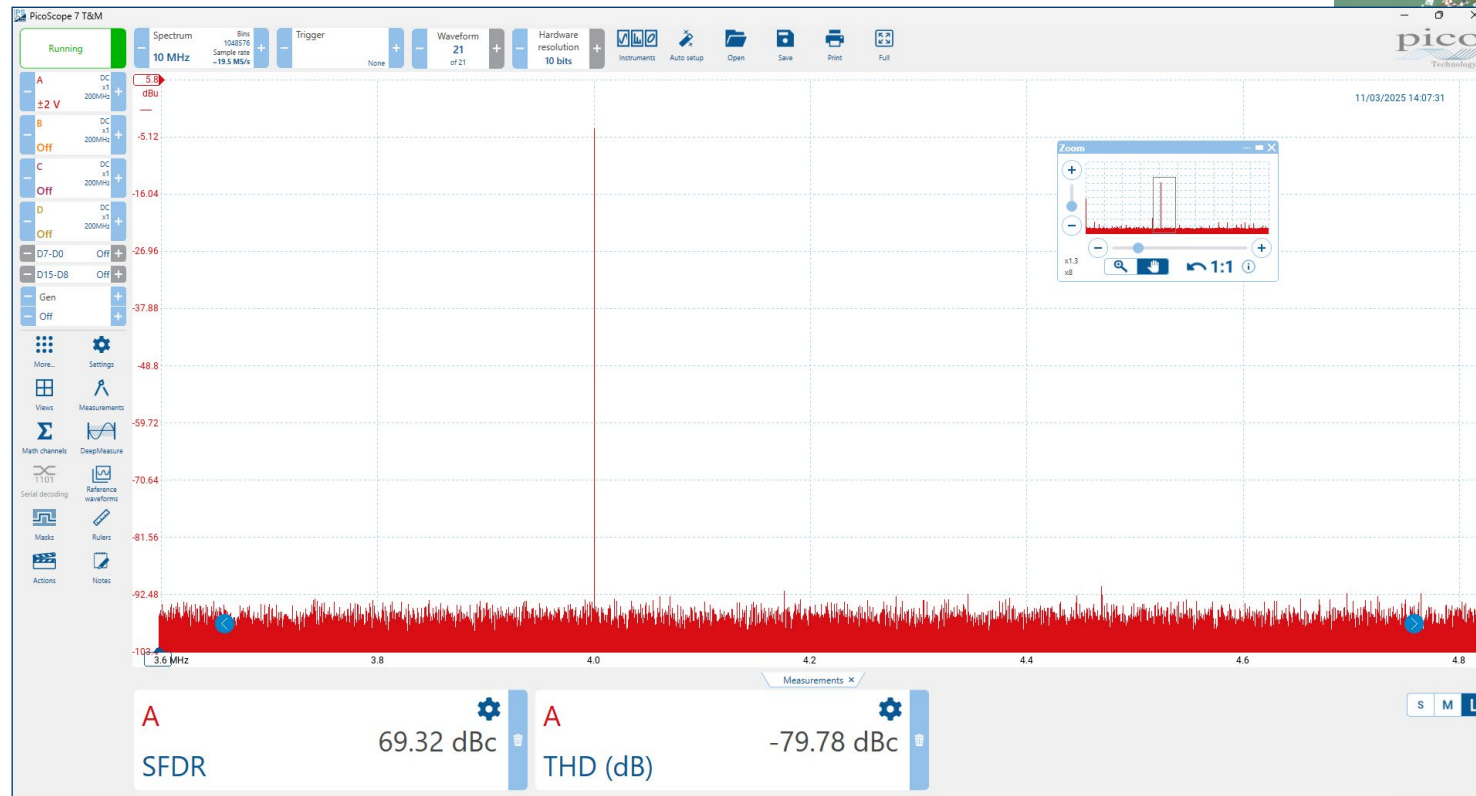 PicoScope 7 T&M
Running
Spectrum
10 MHz
Bins
1048576
Sample rate
~19.5 MS/s
Trigger
None
Waveform
21
of 21
Hardware
resolution
10 bits
Instruments
Auto setup
Open
Save
Print
Full
pico
Technology
A
±2 V
DC
x1
200MHz
B
Off
DC
x1
200MHz
C
Off
DC
x1
200MHz
D
Off
DC
x1
200MHz
D7-D0 Off
D15-D8 Off
Gen
Off
More...
Settings
Views
Measurements
Math channels
DeepMeasure
1101
Serial decoding
Reference
waveforms
Masks
Rulers
Actions
Notes
5.8
dBu
-5.12
-16.04
-26.96
-37.88
-48.8
-59.72
-70.64
-81.56
-92.48
-103.4
11/03/2025 14:07:31
Zoom
x1.3
x8
1:1
3.6 MHz
3.8
4.0
4.2
4.4
4.6
4.8
Measurements ×
A
SFDR
69.32 dBc
A
THD (dB)
-79.78 dBc
S M L